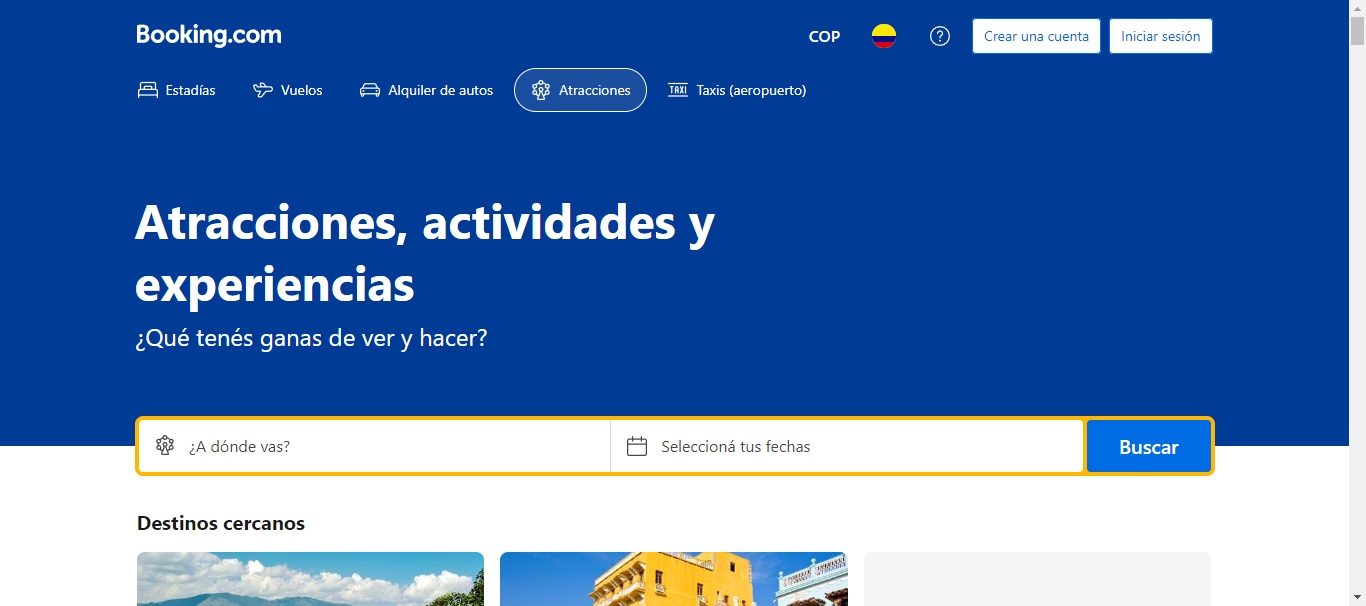 Booking.com
COP
Crear una cuenta
Iniciar sesión
Estadías
Vuelos
Alquiler de autos
Atracciones
TAXI
Taxis (aeropuerto)
Atracciones, actividades y
experiencias
¿Qué tenés ganas de ver y hacer?
¿A dónde vas?
Seleccioná tus fechas
Buscar
Destinos cercanos